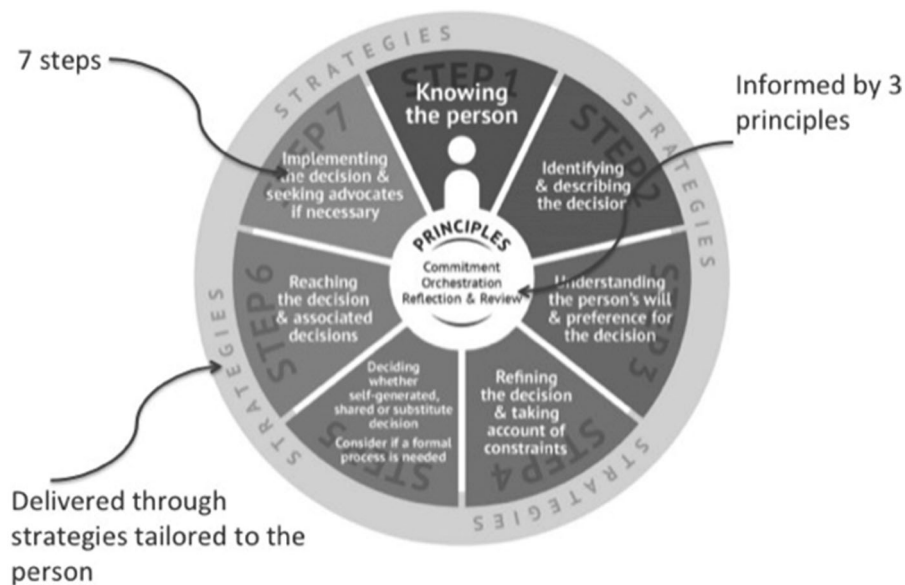 7 steps
Informed by 3
principles
Delivered through
strategies tailored to the
person
STRATEGIES
STRATEGIES
STRATEGIES
STRATEGIES
STEP 1
Knowing
the person
STEP 2
Identifying
& describing
the decision
STEP 3
Understanding
the person's will
& preference for
the decision
STEP 4
Refining
the decision
& taking
account of
constraints
STEP 5
Deciding
whether
self-generated,
shared or substitute
decision
Consider if a formal
process is needed
STEP 6
Reaching
the decision
& associated
decisions
STEP 7
Implementing
the decision &
seeking advocates
if necessary
PRINCIPLES
Commitment
Orchestration
Reflection & Review